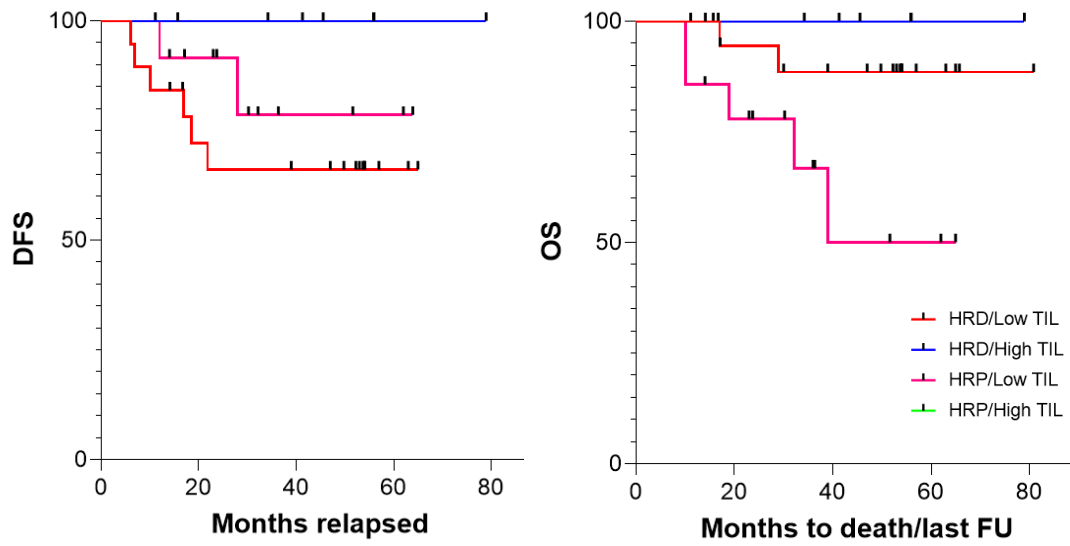 100
50
0
DFS
0 20 40 60 80
Months relapsed
100
50
0
OS
0 20 40 60 80
Months to death/last FU
HRD/Low TIL
HRD/High TIL
HRP/Low TIL
HRP/High TIL